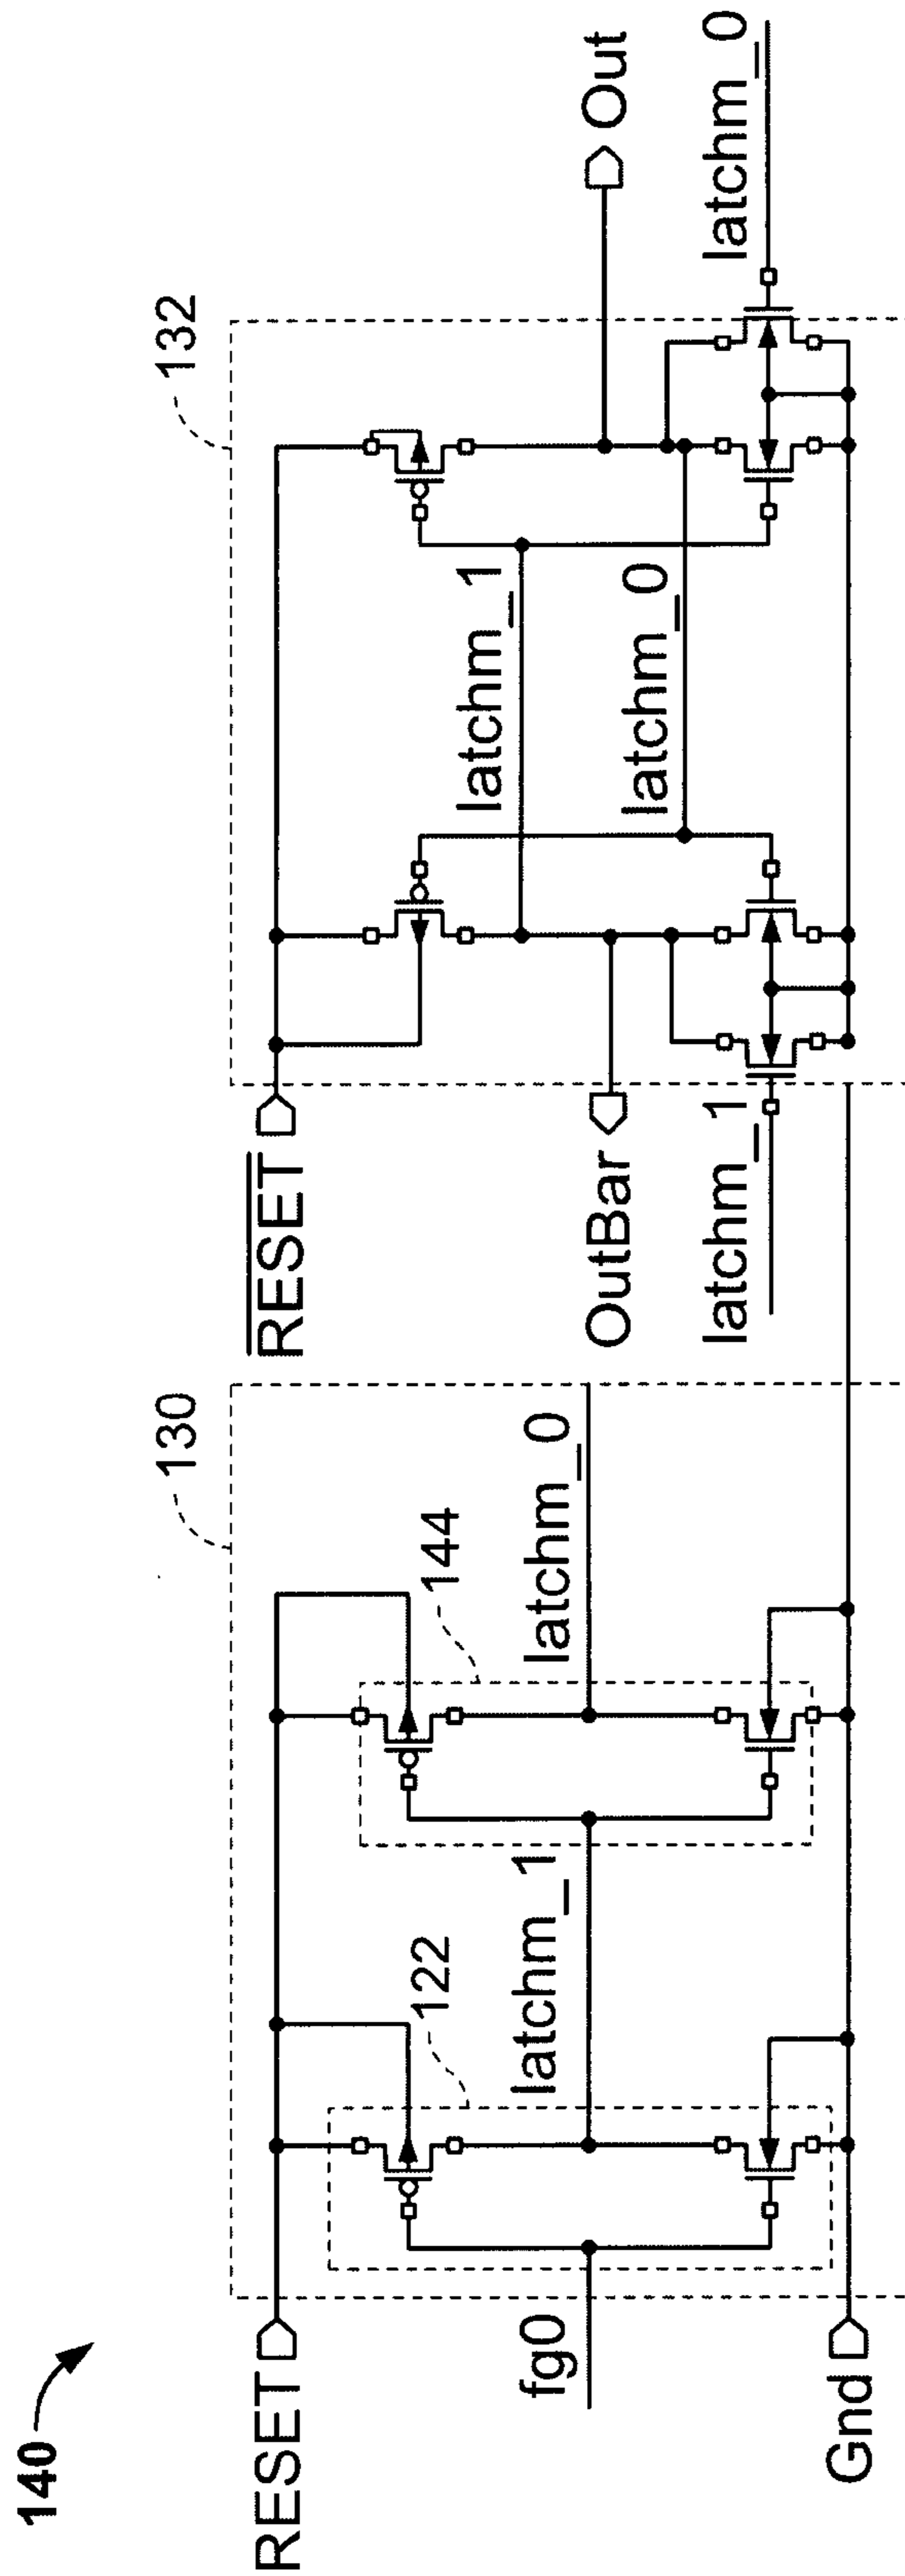 140
RESET
130
RESET
132
122
144
latchm_1
latchm_0
fg0
Gnd
latchm_1
latchm_0
OutBar
Out
latchm_1
latchm_0